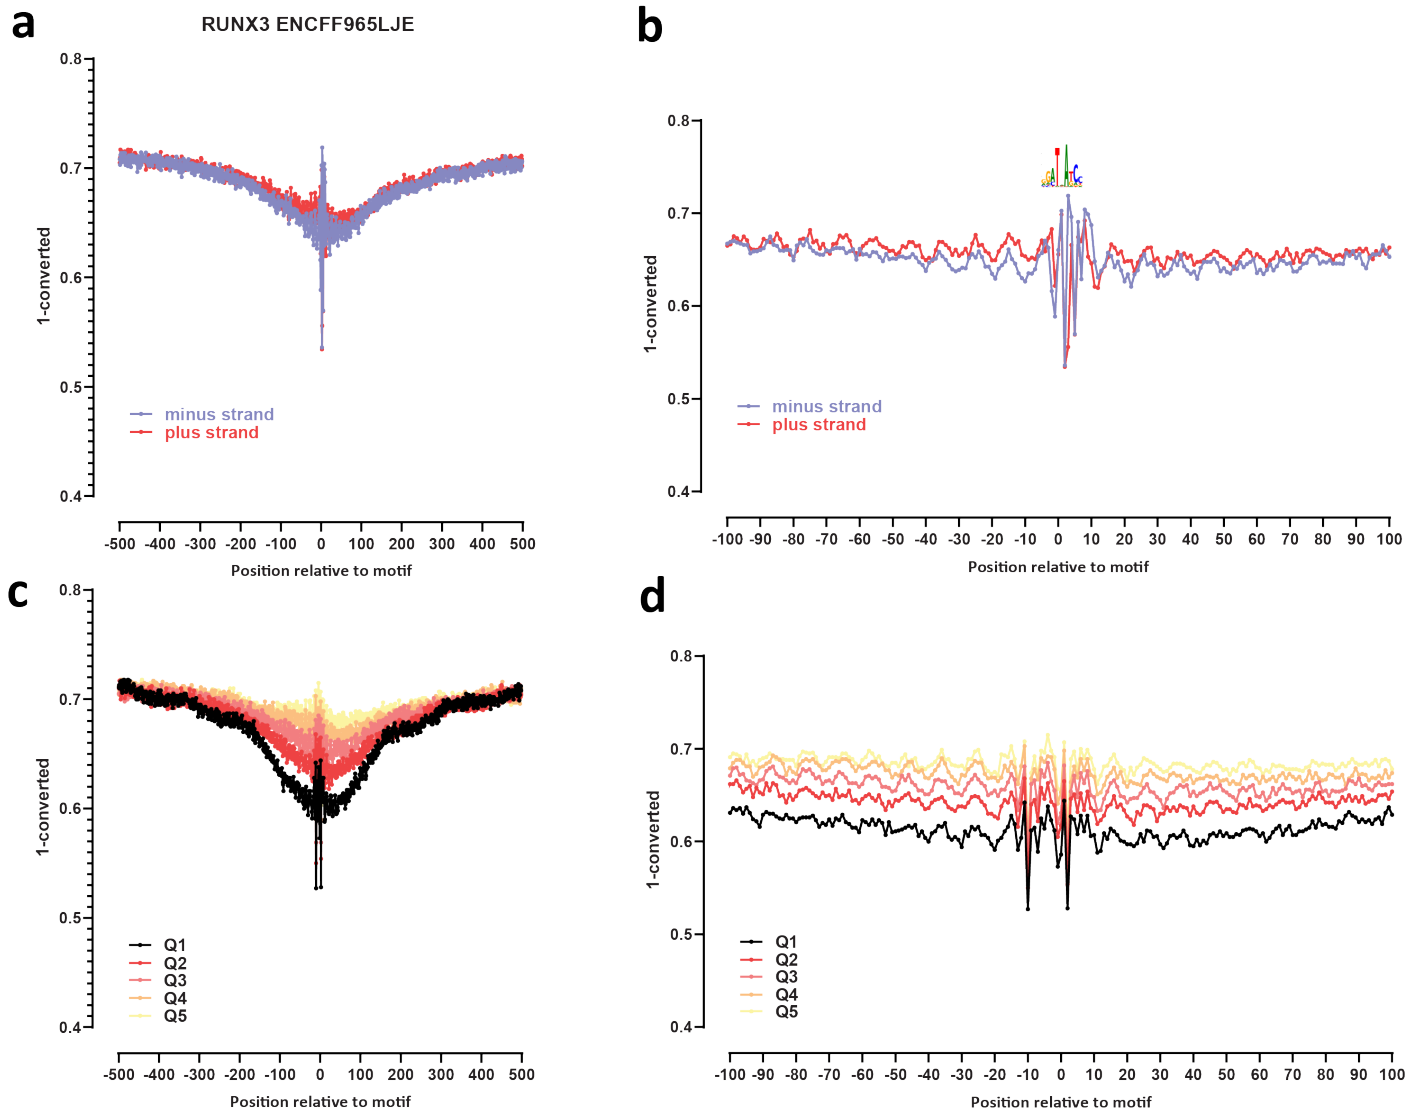 a
RUNX3 ENCFF965LJE
0.8
0.7
0.6
0.5
0.4
1-converted
minus strand
plus strand
-500 -400 -300 -200 -100 0 100 200 300 400 500
Position relative to motif
b
0.8
0.7
0.6
0.5
0.4
1-converted
minus strand
plus strand
-100 -90 -80 -70 -60 -50 -40 -30 -20 -10 0 10 20 30 40 50 60 70 80 90 100
Position relative to motif
c
0.8
0.7
0.6
0.5
0.4
1-converted
Q1
Q2
Q3
Q4
Q5
-500 -400 -300 -200 -100 0 100 200 300 400 500
Position relative to motif
d
0.8
0.7
0.6
0.5
0.4
1-converted
Q1
Q2
Q3
Q4
Q5
-100 -90 -80 -70 -60 -50 -40 -30 -20 -10 0 10 20 30 40 50 60 70 80 90 100
Position relative to motif